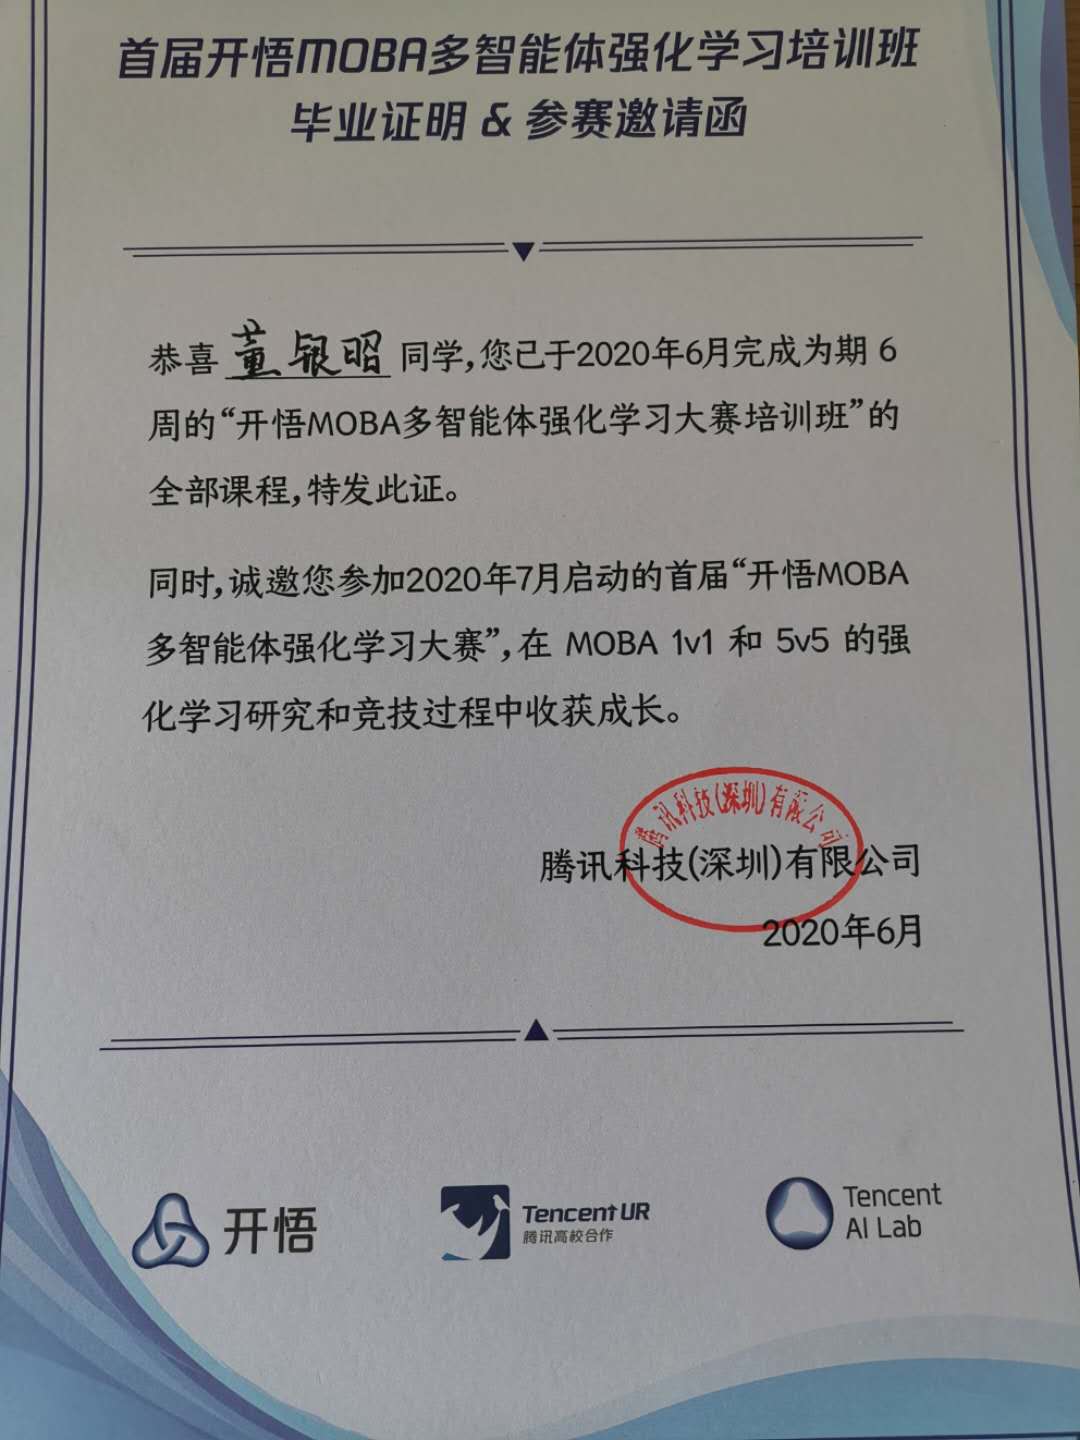 首届开悟MOBA多智能体强化学习培训班
毕业证明 & 参赛邀请函
恭喜 董银昭 同学,您已于2020年6月完成为期 6
周的“开悟MOBA多智能体强化学习大赛培训班”的
全部课程,特发此证。
同时,诚邀您参加2020年7月启动的首届“开悟MOBA
多智能体强化学习大赛”,在 MOBA 1v1 和 5v5 的强
化学习研究和竞技过程中收获成长。
腾讯科技(深圳)有限公司
腾讯科技(深圳)有限公司
2020年6月
开悟
Tencent UR
腾讯高校合作
Tencent
AI Lab